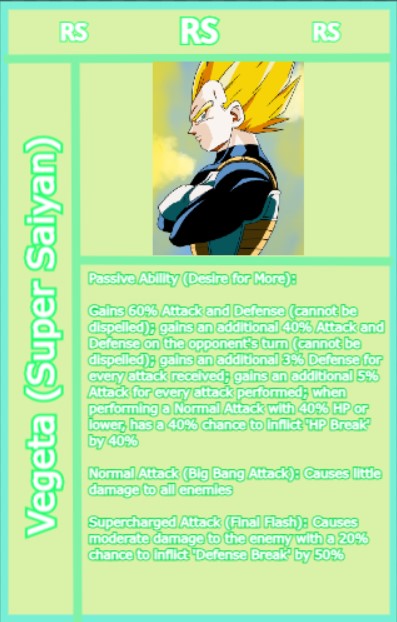 RS RS RS
Vegeta (Super Saiyan)
Passive Ability (Desire for More):
Gains 60% Attack and Defense (cannot be
dispelled); gains an additional 40% Attack and
Defense on the opponent's turn (cannot be
dispelled); gains an additional 3% Defense for
every attack received; gains an additional 5%
Attack for every attack performed; when
performing a Normal Attack with 40% HP or
lower, has a 40% chance to inflict 'HP Break'
by 40%
Normal Attack (Big Bang Attack): Causes little
damage to all enemies
Supercharged Attack (Final Flash): Causes
moderate damage to the enemy with a 20%
chance to inflict 'Defense Break' by 50%